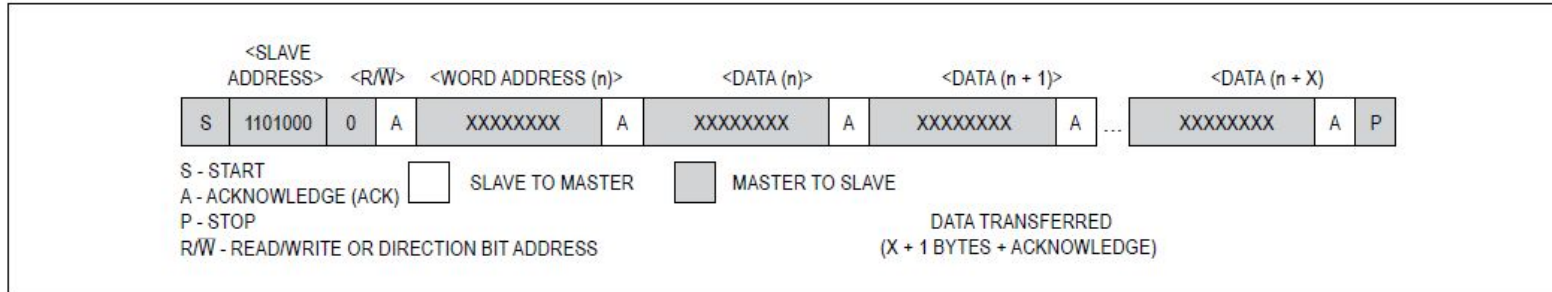 <SLAVE
ADDRESS> <R/W̅> <WORD ADDRESS (n)> <DATA (n)> <DATA (n + 1)> <DATA (n + X)
S 1101000 0 A XXXXXXXX A XXXXXXXX A XXXXXXXX A ... XXXXXXXX A P
S - START
SLAVE TO MASTER MASTER TO SLAVE
A - ACKNOWLEDGE (ACK)
P - STOP DATA TRANSFERRED
R/W̅ - READ/WRITE OR DIRECTION BIT ADDRESS (X + 1 BYTES + ACKNOWLEDGE)